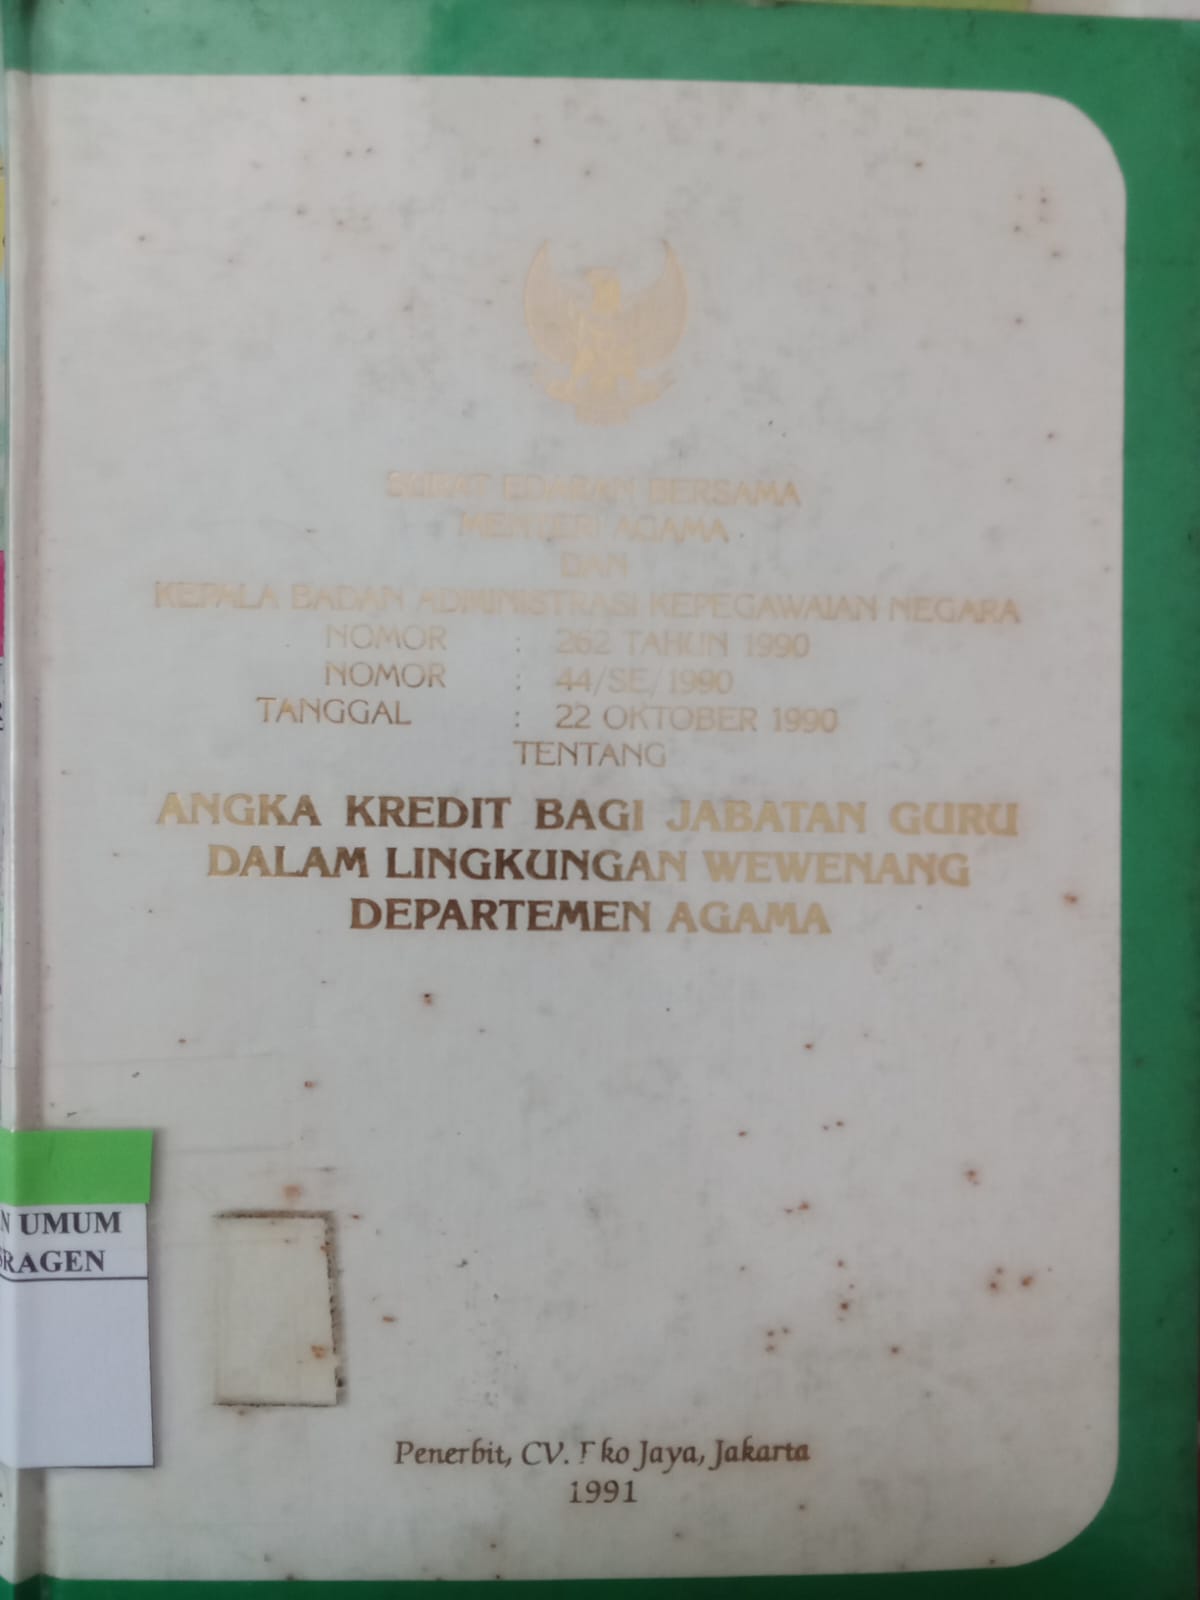 SURAT EDARAN BERSAMA
MENTERI AGAMA
DAN
KEPALA BADAN ADMINISTRASI KEPEGAWAIAN NEGARA
NOMOR : 262 TAHUN 1990
NOMOR : 44/SE/1990
TANGGAL : 22 OKTOBER 1990
TENTANG
ANGKA KREDIT BAGI JABATAN GURU
DALAM LINGKUNGAN WEWENANG
DEPARTEMEN AGAMA
N UMUM
RAGEN
Penerbit, CV. Eko Jaya, Jakarta
1991